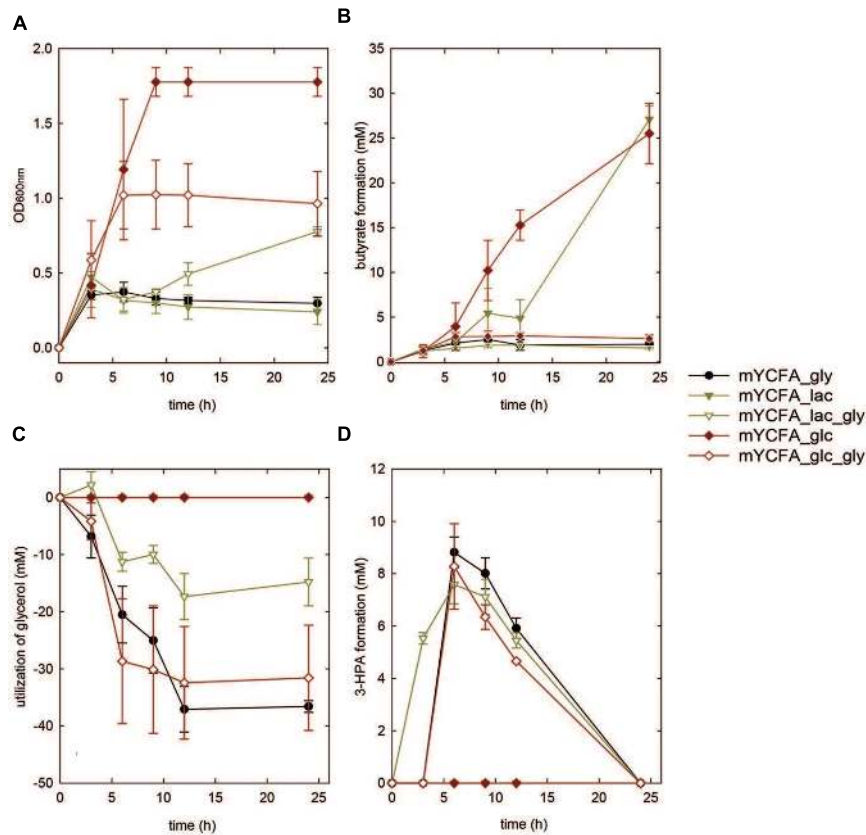 A
B
2.0
1.5
1.0
0.5
0.0
OD600nm
0 5 10 15 20 25
time (h)
35
30
25
20
15
10
5
0
butyrate formation (mM)
0 5 10 15 20 25
time (h)
mYCFA_gly
mYCFA_lac
mYCFA_lac_gly
mYCFA_glc
mYCFA_glc_gly
C
D
0
-10
-20
-30
-40
-50
utilization of glycerol (mM)
0 5 10 15 20 25
time (h)
12
10
8
6
4
2
0
3-HPA formation (mM)
0 5 10 15 20 25
time (h)